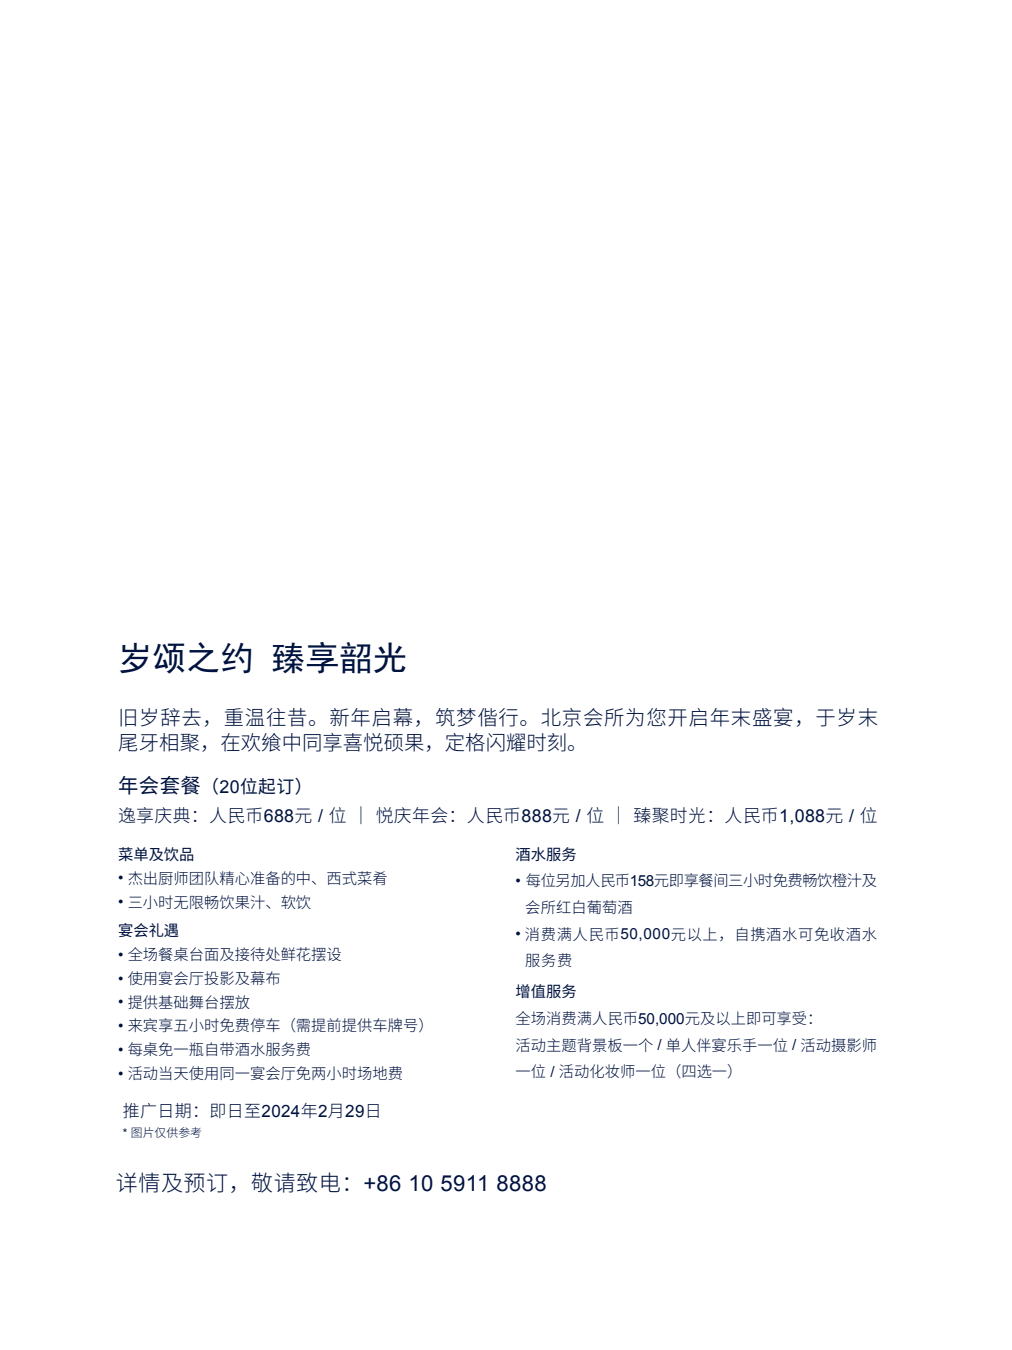 岁颂之约 臻享韶光
旧岁辞去，重温往昔。新年启幕，筑梦偕行。北京会所为您开启年末盛宴，于岁末
尾牙相聚，在欢飨中同享喜悦硕果，定格闪耀时刻。
年会套餐（20位起订）
逸享庆典：人民币688元 / 位 ｜ 悦庆年会：人民币888元 / 位 ｜ 臻聚时光：人民币1,088元 / 位
菜单及饮品
• 杰出厨师团队精心准备的中、西式菜肴
• 三小时无限畅饮果汁、软饮
宴会礼遇
• 全场餐桌台面及接待处鲜花摆设
• 使用宴会厅投影及幕布
• 提供基础舞台摆放
• 来宾享五小时免费停车（需提前提供车牌号）
• 每桌免一瓶自带酒水服务费
• 活动当天使用同一宴会厅免两小时场地费
酒水服务
• 每位另加人民币158元即享餐间三小时免费畅饮橙汁及
会所红白葡萄酒
• 消费满人民币50,000元以上，自携酒水可免收酒水
服务费
增值服务
全场消费满人民币50,000元及以上即可享受：
活动主题背景板一个 / 单人伴宴乐手一位 / 活动摄影师
一位 / 活动化妆师一位（四选一）
推广日期：即日至2024年2月29日
* 图片仅供参考
详情及预订，敬请致电：+86 10 5911 8888